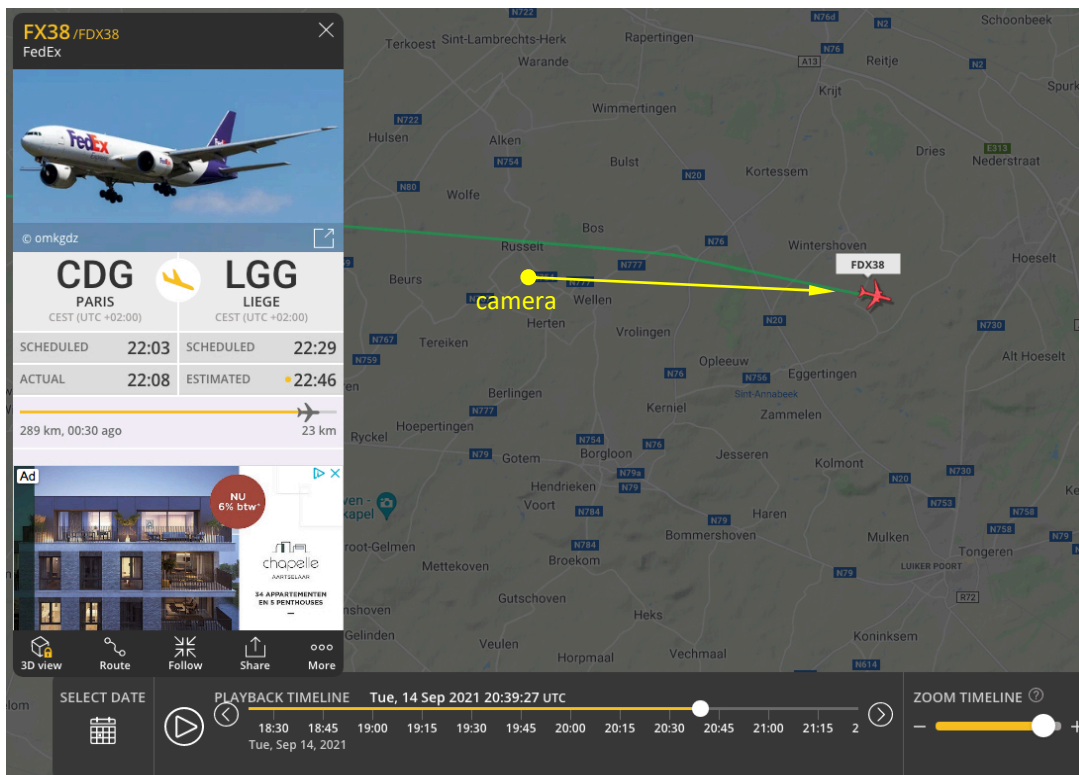 FX38 /FDX38
FedEx
FedEx
© omkgdz
CDG
PARIS
CEST (UTC +02:00)
LGG
LIEGE
CEST (UTC +02:00)
SCHEDULED 22:03 SCHEDULED 22:29
ACTUAL 22:08 ESTIMATED 22:46
289 km, 00:30 ago 23 km
Ad
NU
6% btw*
chapelle
AARTSELAAR
34 APPARTEMENTEN
EN 5 PENTHOUSES
3D view Route Follow Share More
N722
N76d
N2
Schoonbeek
Terkoest
Sint-Lambrechts-Herk
Rapertingen
N76
Warande
A13
Reitje
N2
Spurk
Krijt
Wimmertingen
N722
Hulsen
Alken
Dries
E313
Nederstraat
N754
Bulst
N20
Kortessem
N80
Wolfe
Bos
Russelt
N76
Wintershoven
Hoeselt
N777
FDX38
Beurs
N777
camera
Wellen
Herten
N20
N730
Vrolingen
N767
Tereiken
N759
Opleeuw
Alt Hoeselt
N76
N756
Eggertingen
Sint-Annabeek
Berlingen
N777
Kerniel
Zammelen
Hoepertingen
Ryckel
N754
N76
N79
Gotem
Borgloon
Jesseren
Kolmont
N79a
N730
Hendrieken
N79
N20
Voort
N784
N753
N758
Haren
N79
N758
N79
Bommershoven
Mulken
N784
Tongeren
Broekom
Mettekoven
LUIKER POORT
N79
R72
Gutschoven
Heks
Gelinden
Koninksem
Veulen
Vechmaal
Horpmaal
N614
SELECT DATE
PLAYBACK TIMELINE Tue, 14 Sep 2021 20:39:27 UTC
18:30 18:45 19:00 19:15 19:30 19:45 20:00 20:15 20:30 20:45 21:00 21:15 2
Tue, Sep 14, 2021
ZOOM TIMELINE ?